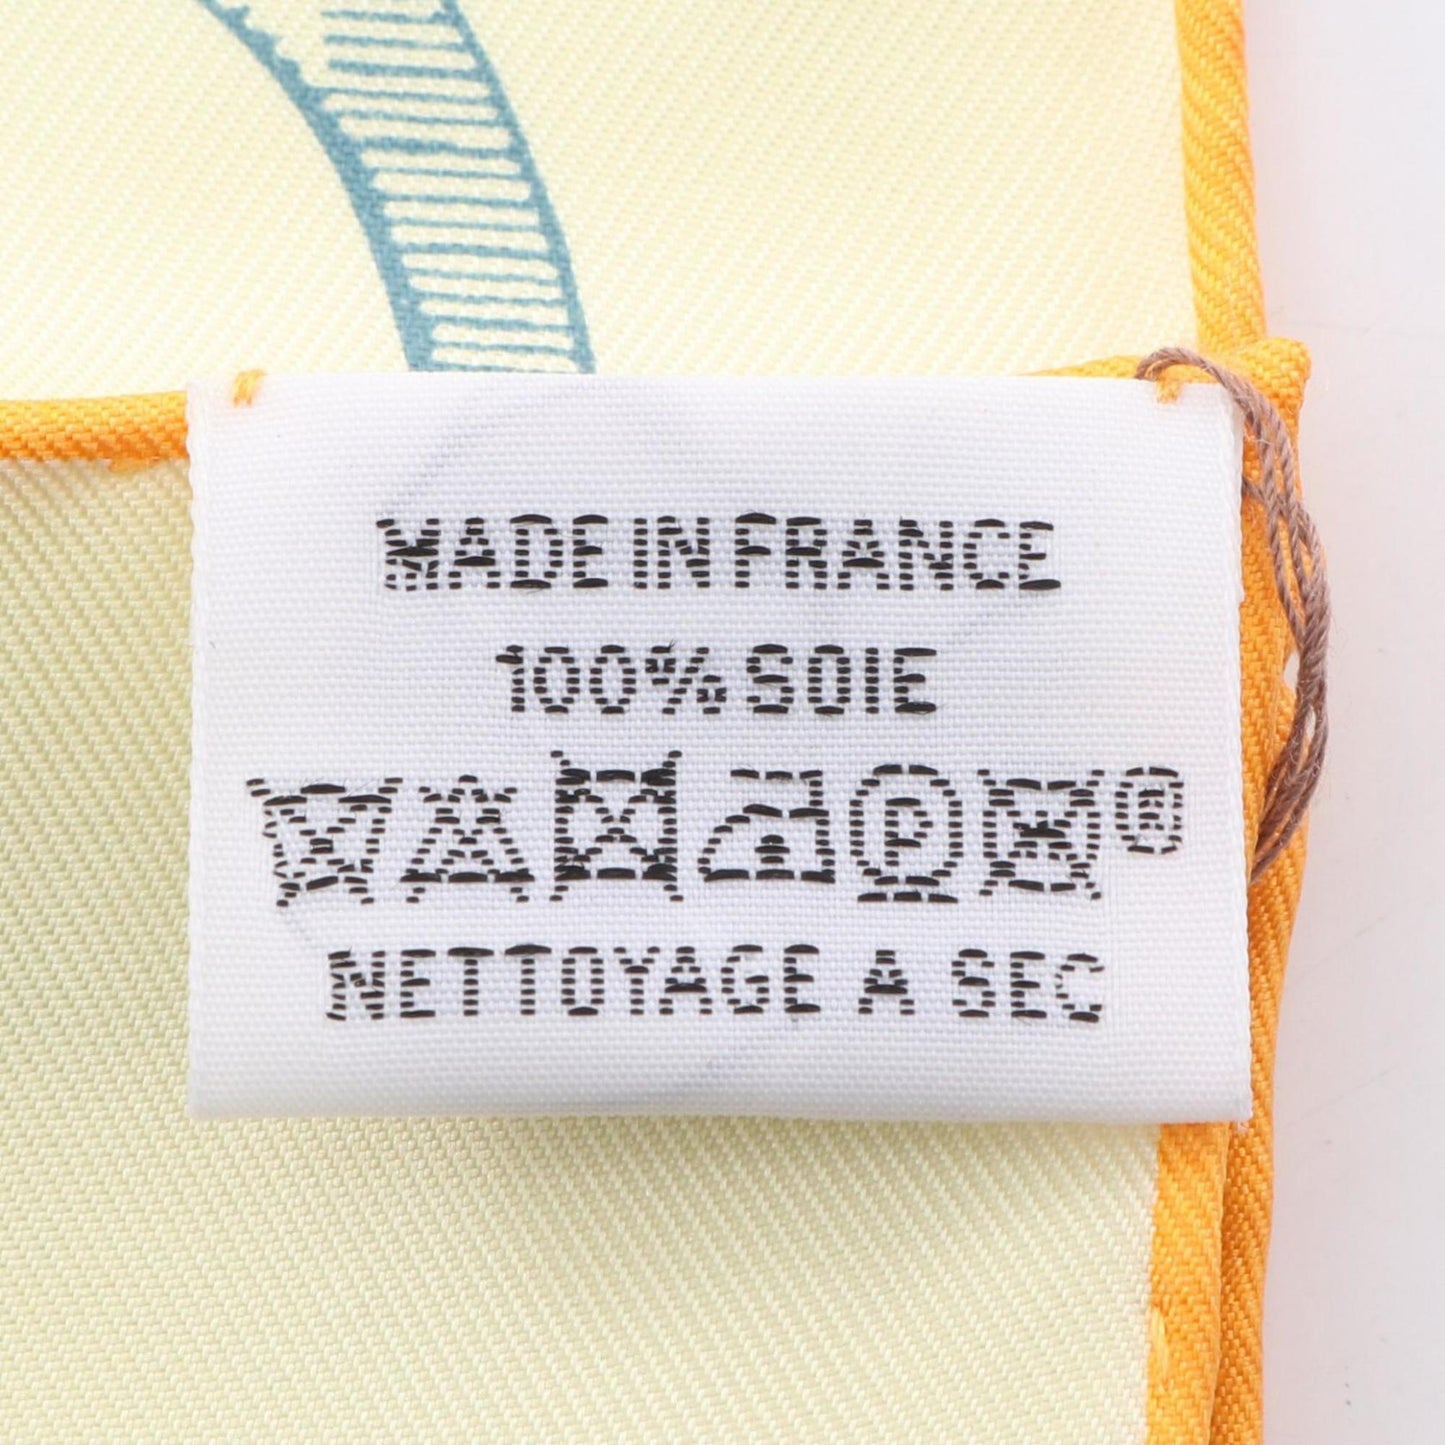 MADE IN FRANCE
100% SOIE
P
NETTOYAGE A SEC